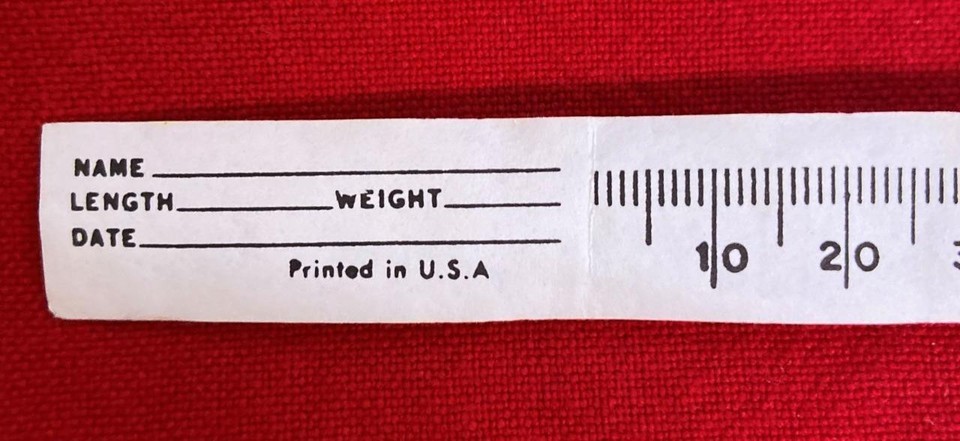 NAME
LENGTH WEIGHT
DATE
Printed in U.S.A
10 20